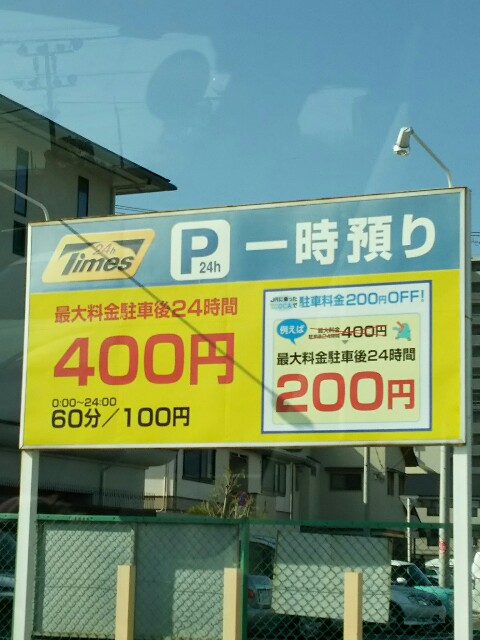 24h
Times
P
24h
一時預り
最大料金駐車後24時間
400円
0:00~24:00
60分/100円
駐車料金200円OFF!
例えば
400円
最大料金駐車後24時間
200円